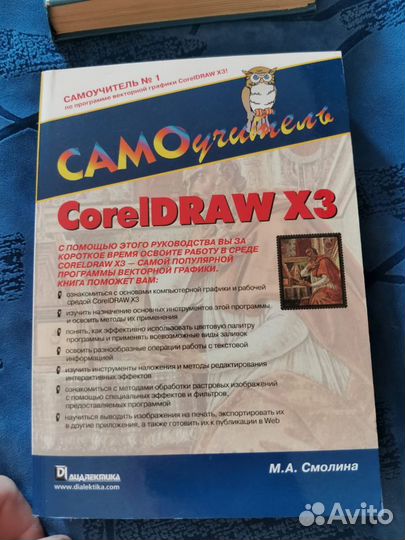 САМОУЧИТЕЛЬ № 1
по программе векторной графики CorelDRAW X3!
САМОучитель
CorelDRAW X3
С ПОМОЩЬЮ ЭТОГО РУКОВОДСТВА ВЫ ЗА
КОРОТКОЕ ВРЕМЯ ОСВОИТЕ РАБОТУ В СРЕДЕ
CORELDRAW X3 — САМОЙ ПОПУЛЯРНОЙ
ПРОГРАММЫ ВЕКТОРНОЙ ГРАФИКИ.
КНИГА ПОМОЖЕТ ВАМ:
ознакомиться с основами компьютерной графики и рабочей
средой CorelDRAW X3
изучить назначение основных инструментов этой программы
и освоить методы их применения
понять, как эффективно использовать цветовую палитру
программы и применять всевозможные виды заливок
освоить разнообразные операции работы с текстовой
информацией
изучить инструменты наложения и методы редактирования
интерактивных эффектов
ознакомиться с методами обработки растровых изображений
с помощью специальных эффектов и фильтров,
предоставляемых программой
научиться выводить изображения на печать, экспортировать их
в другие приложения, а также готовить их к публикации в Web
ДИАЛЕКТИКА
www.dialektika.com
М.А. Смолина
Avito